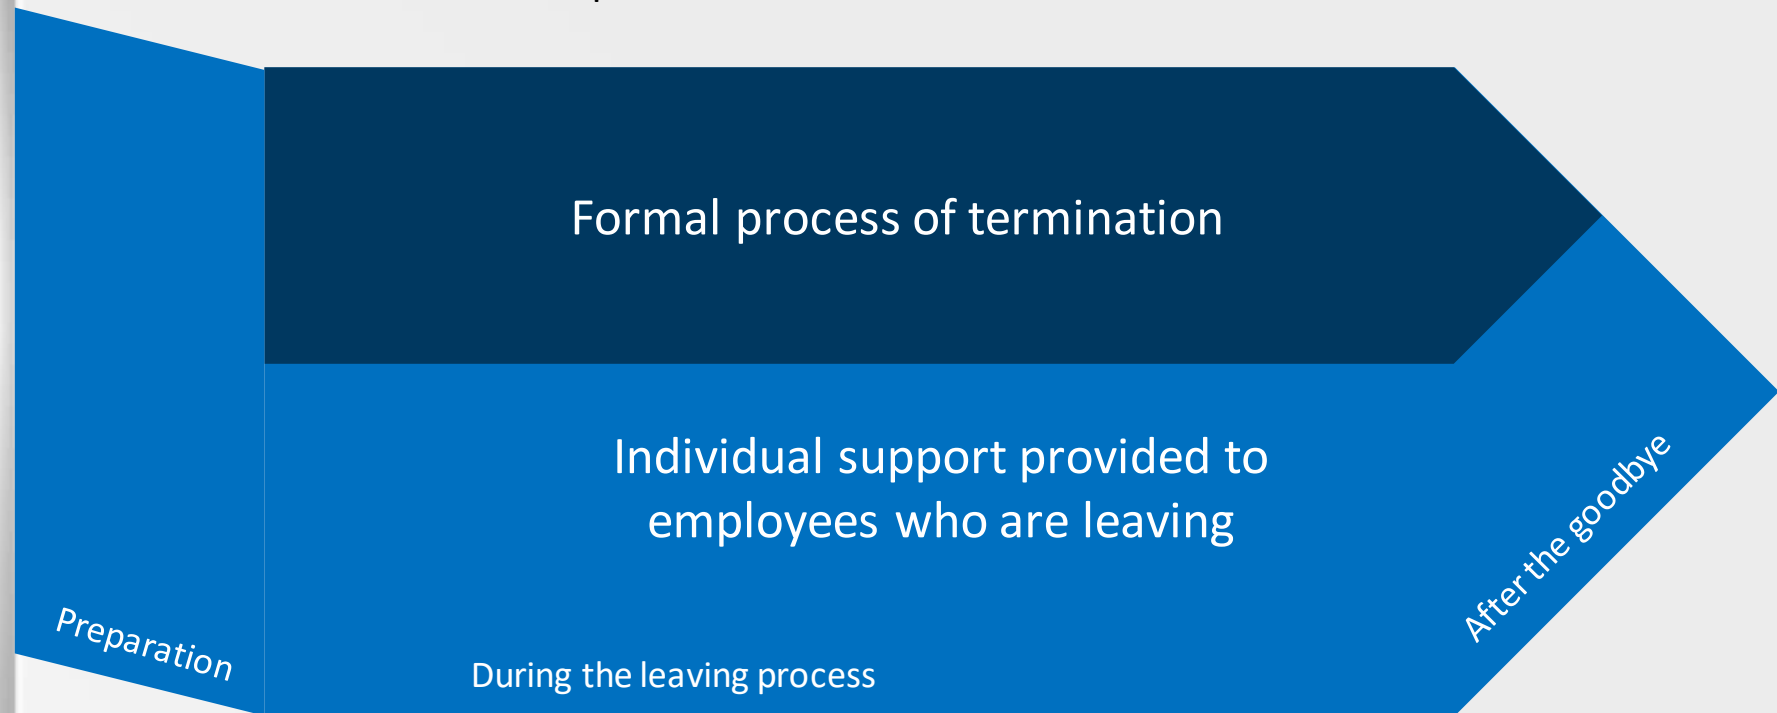 Formal process of termination
Individual support provided to
employees who are leaving
After the goodbye
Preparation
During the leaving process